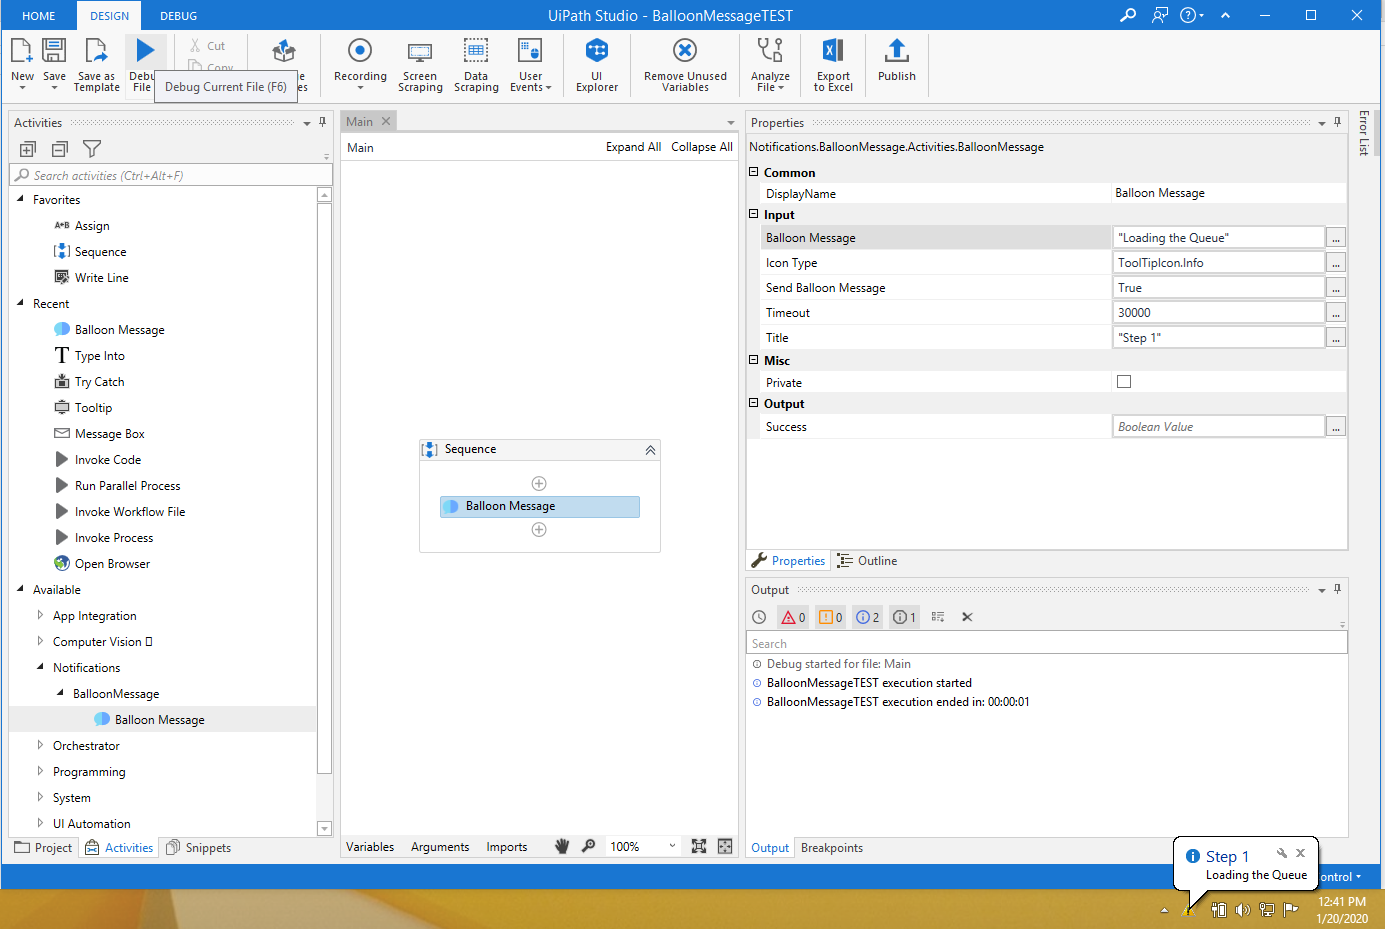 HOME DESIGN DEBUG UiPath Studio - BalloonMessageTEST
New Save Save as Template Debu File Cut Copy e es Recording Screen Scraping Data Scraping User Events UI Explorer Remove Unused Variables Analyze File Export to Excel Publish
Debug Current File (F6)
Activities
Search activities (Ctrl+Alt+F)
Favorites
A*B Assign
Sequence
Write Line
Recent
Balloon Message
Type Into
Try Catch
Tooltip
Message Box
Invoke Code
Run Parallel Process
Invoke Workflow File
Invoke Process
Open Browser
Available
App Integration
Computer Vision
Notifications
BalloonMessage
Balloon Message
Orchestrator
Programming
System
UI Automation
Project Activities Snippets
Main
Main Expand All Collapse All
Sequence
Balloon Message
Variables Arguments Imports 100%
Properties
Notifications.BalloonMessage.Activities.BalloonMessage
Common
DisplayName Balloon Message
Input
Balloon Message "Loading the Queue" ...
Icon Type ToolTipIcon.Info ...
Send Balloon Message True ...
Timeout 30000 ...
Title "Step 1" ...
Misc
Private
Output
Success Boolean Value ...
Properties Outline
Output
0 0 2 1
Search
Debug started for file: Main
BalloonMessageTEST execution started
BalloonMessageTEST execution ended in: 00:00:01
Output Breakpoints
Error List
Step 1
Loading the Queue
ontrol
12:41 PM
1/20/2020